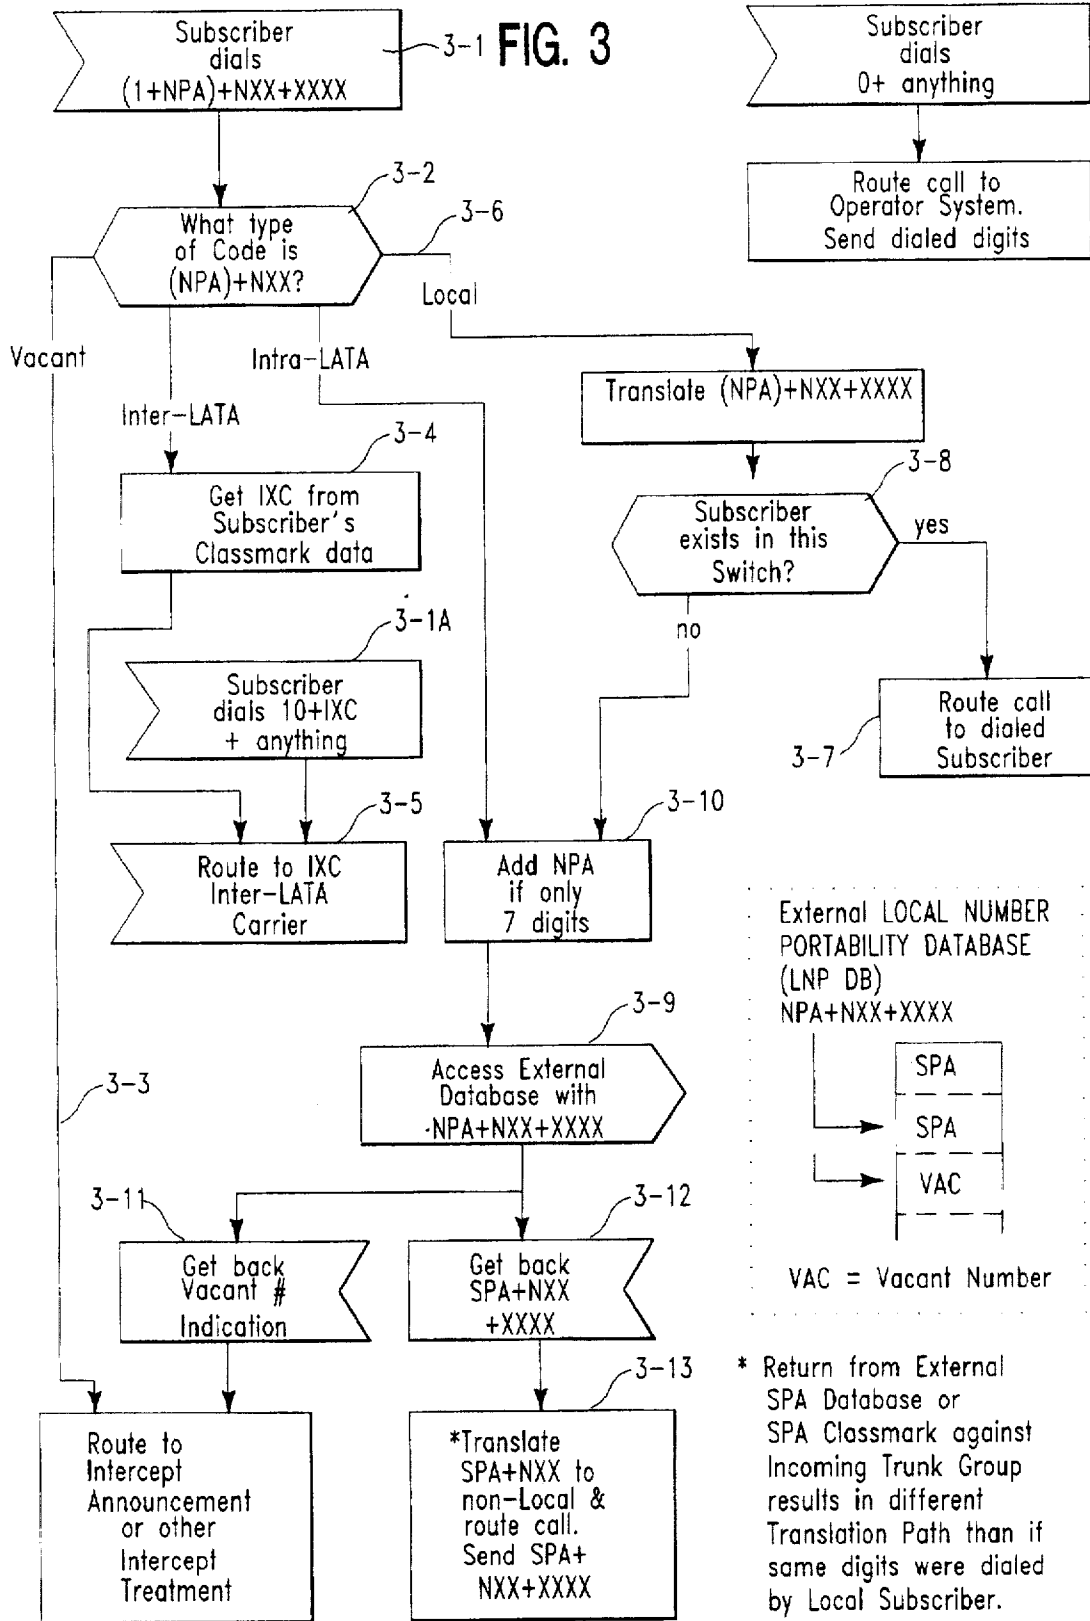 Subscriber
dials
(1+NPA)+NXX+XXXX
3-1
FIG. 3
Subscriber
dials
0+ anything
Route call to
Operator System.
Send dialed digits
3-2
What type
of Code is
(NPA)+NXX?
3-6
Local
Vacant
Inter-LATA
Intra-LATA
Translate (NPA)+NXX+XXXX
3-4
Get IXC from
Subscriber's
Classmark data
3-8
Subscriber
exists in this
Switch?
yes
no
3-1A
Subscriber
dials 10+IXC
+ anything
Route call
to dialed
Subscriber
3-7
3-5
Route to IXC
Inter-LATA
Carrier
3-10
Add NPA
if only
7 digits
External LOCAL NUMBER
PORTABILITY DATABASE
(LNP DB)
NPA+NXX+XXXX
SPA
SPA
VAC
VAC = Vacant Number
3-9
Access External
Database with
-NPA+NXX+XXXX
3-3
3-11
Get back
Vacant #
Indication
3-12
Get back
SPA+NXX
+XXXX
Route to
Intercept
Announcement
or other
Intercept
Treatment
3-13
*Translate
SPA+NXX to
non-Local &
route call.
Send SPA+
NXX+XXXX
* Return from External
SPA Database or
SPA Classmark against
Incoming Trunk Group
results in different
Translation Path than if
same digits were dialed
by Local Subscriber.